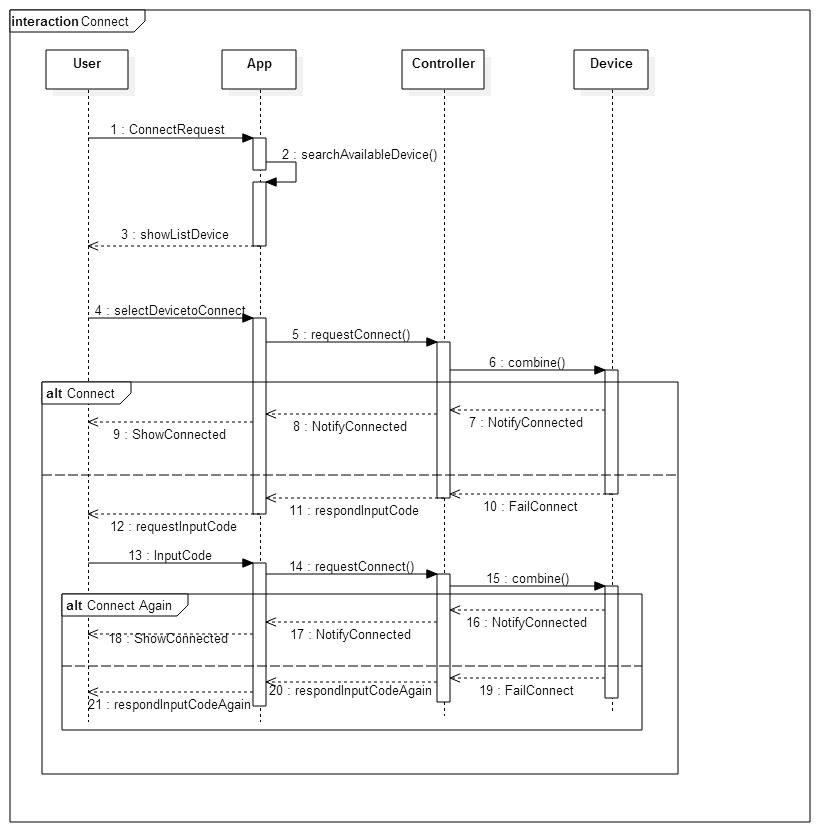 interaction Connect
User
App
Controller
Device
1 : ConnectRequest
2 : searchAvailableDevice()
3 : showListDevice
4 : selectDevicetoConnect
5 : requestConnect()
6 : combine()
alt Connect
7 : NotifyConnected
8 : NotifyConnected
9 : ShowConnected
10 : FailConnect
11 : respondInputCode
12 : requestInputCode
13 : InputCode
14 : requestConnect()
15 : combine()
alt Connect Again
16 : NotifyConnected
17 : NotifyConnected
18 : ShowConnected
19 : FailConnect
20 : respondInputCodeAgain
21 : respondInputCodeAgain